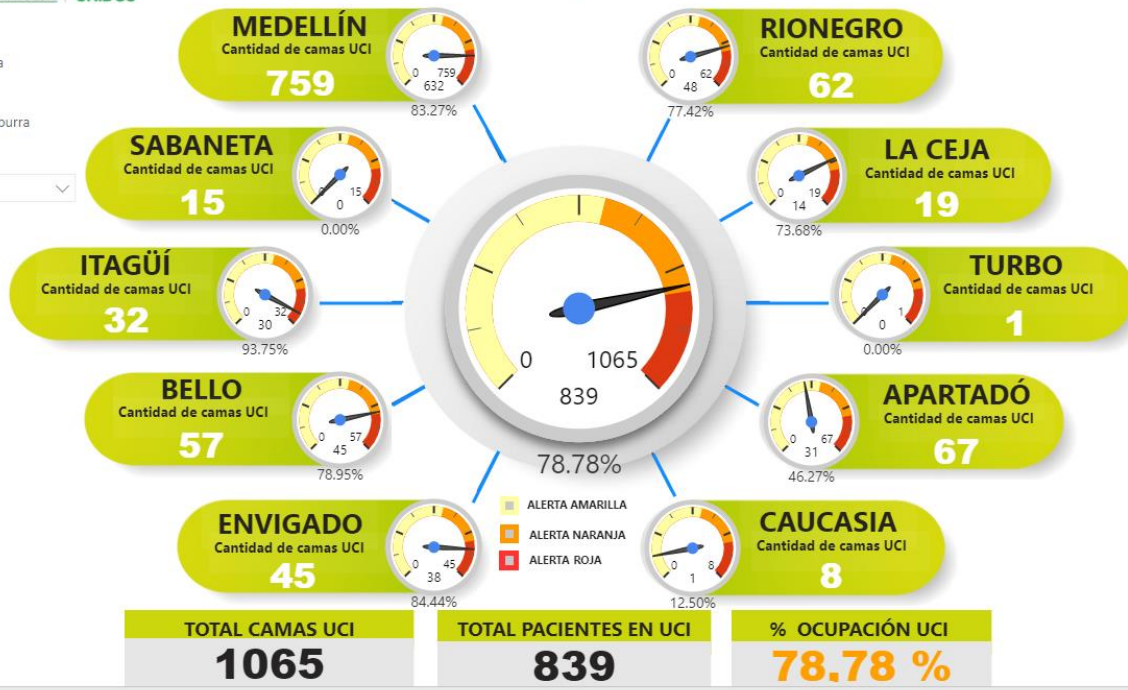 MEDELLÍN
Cantidad de camas UCI
759
0 759
632
83.27%
RIONEGRO
Cantidad de camas UCI
62
0 62
48
77.42%
SABANETA
Cantidad de camas UCI
15
0 15
0
0.00%
LA CEJA
Cantidad de camas UCI
19
0 19
14
73.68%
ITAGÜÍ
Cantidad de camas UCI
32
0 32
30
93.75%
TURBO
Cantidad de camas UCI
1
0 1
0
0.00%
BELLO
Cantidad de camas UCI
57
0 57
45
78.95%
APARTADÓ
Cantidad de camas UCI
67
0 67
31
46.27%
ENVIGADO
Cantidad de camas UCI
45
0 45
38
84.44%
CAUCASIA
Cantidad de camas UCI
8
0 8
1
12.50%
0 1065
839
78.78%
ALERTA AMARILLA
ALERTA NARANJA
ALERTA ROJA
TOTAL CAMAS UCI
1065
TOTAL PACIENTES EN UCI
839
% OCUPACIÓN UCI
78,78 %